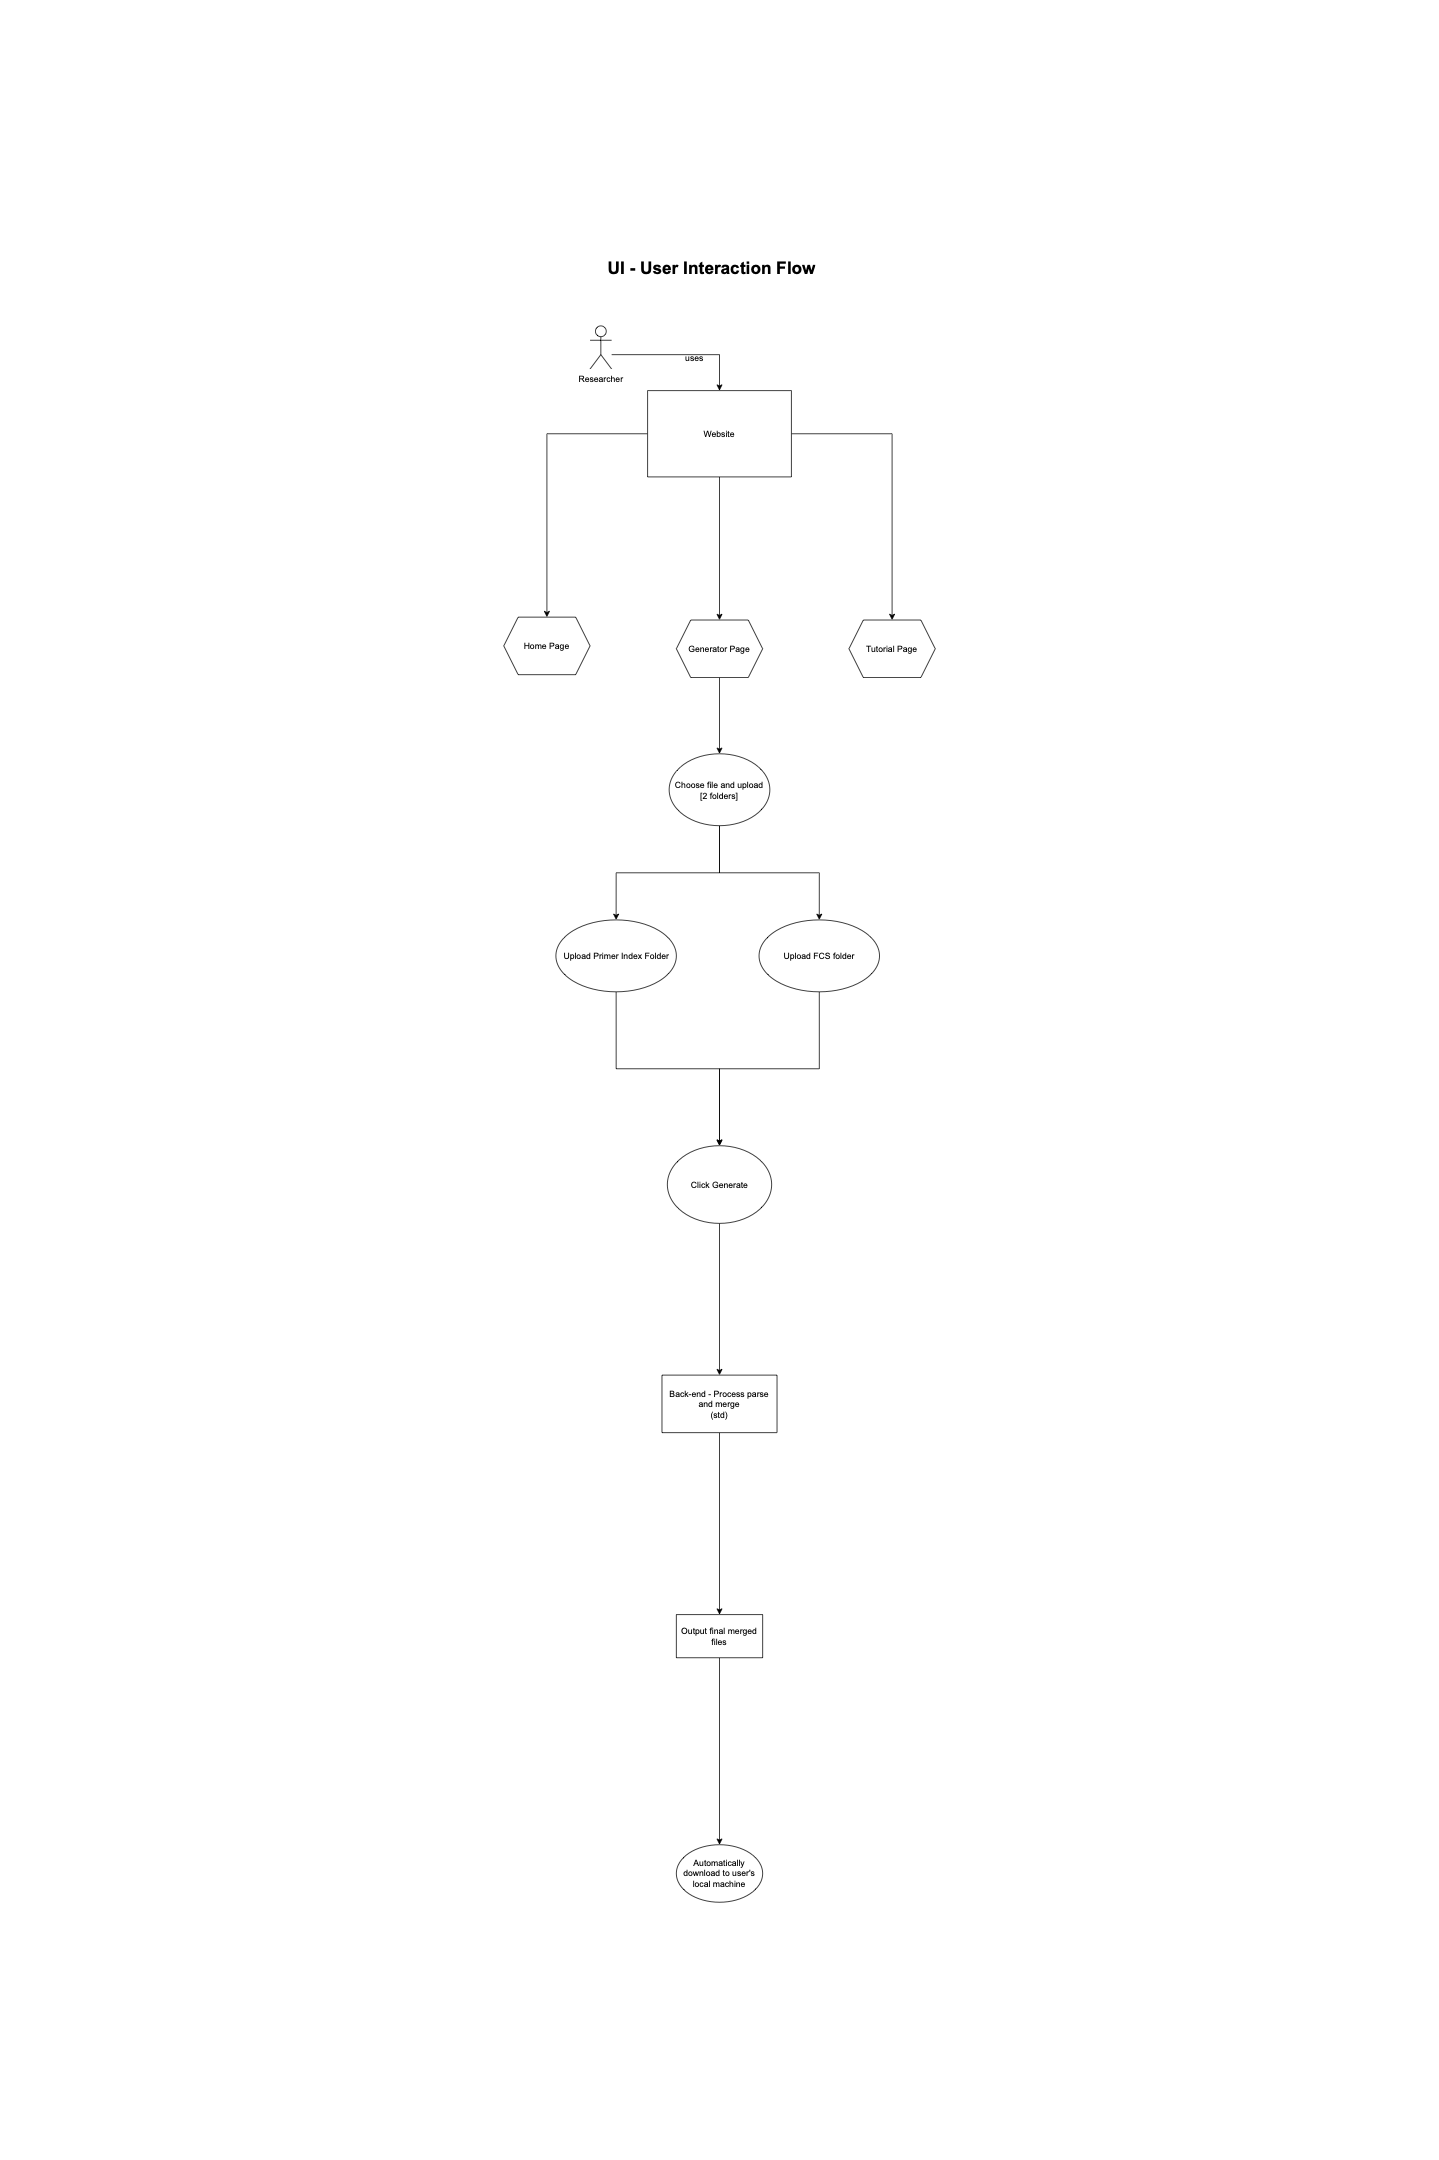 UI - User Interaction Flow
uses
Researcher
Website
Home Page
Generator Page
Tutorial Page
Choose file and upload
[2 folders]
Upload Primer Index Folder
Upload FCS folder
Click Generate
Back-end - Process parse
and merge
(std)
Output final merged
files
Automatically
download to user's
local machine